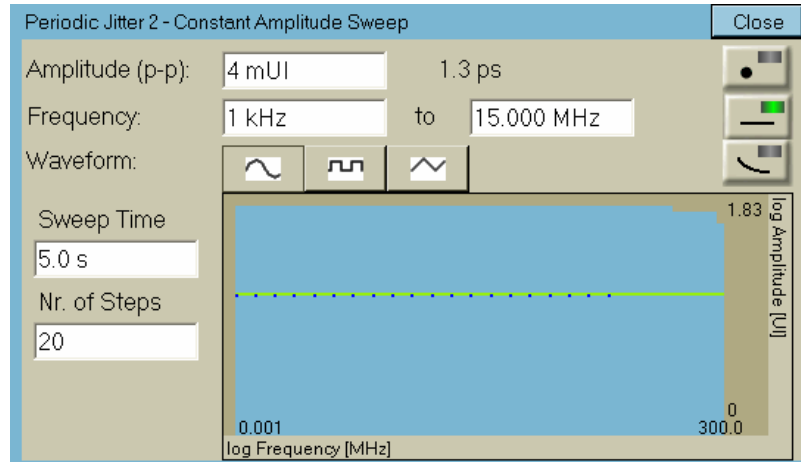 Periodic Jitter 2 - Constant Amplitude Sweep Close
Amplitude (p-p): 4 mUI 1.3 ps
Frequency: 1 kHz to 15.000 MHz
Waveform:
Sweep Time
5.0 s
Nr. of Steps
20
1.83
log Amplitude [UI]
0
0.001 300.0
log Frequency [MHz]